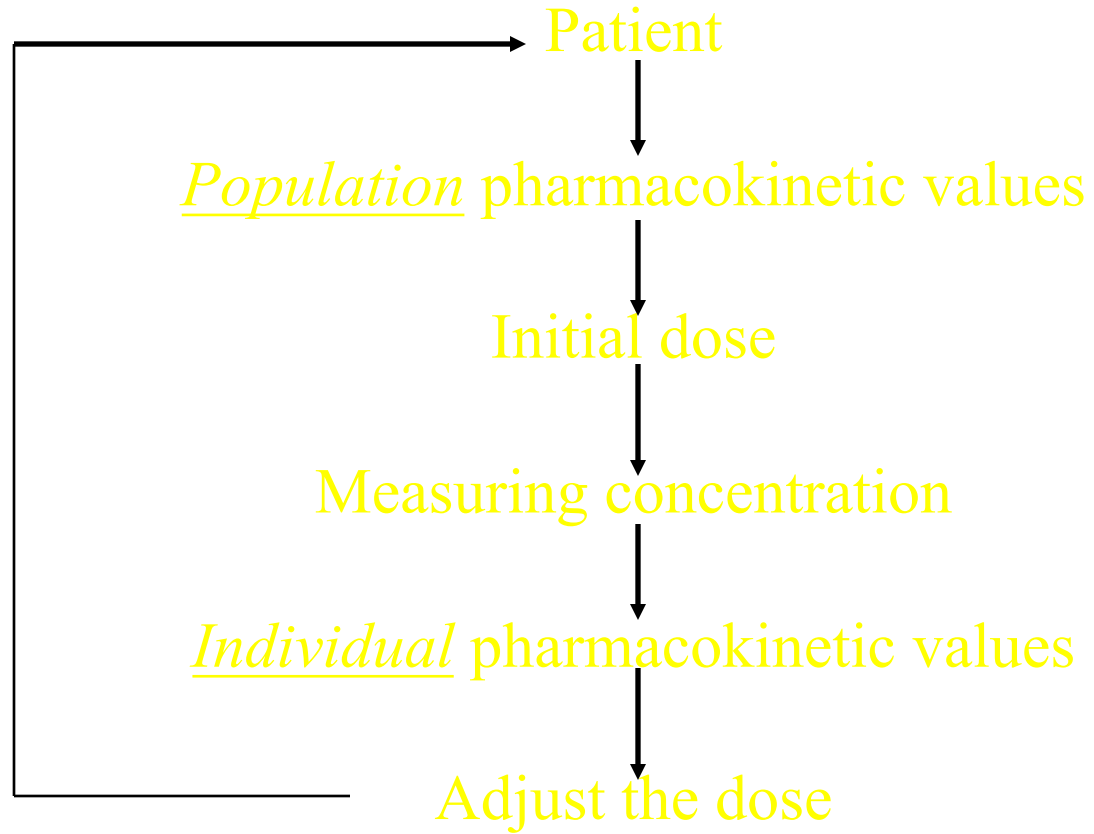 Patient
Population pharmacokinetic values
Initial dose
Measuring concentration
Individual pharmacokinetic values
Adjust the dose